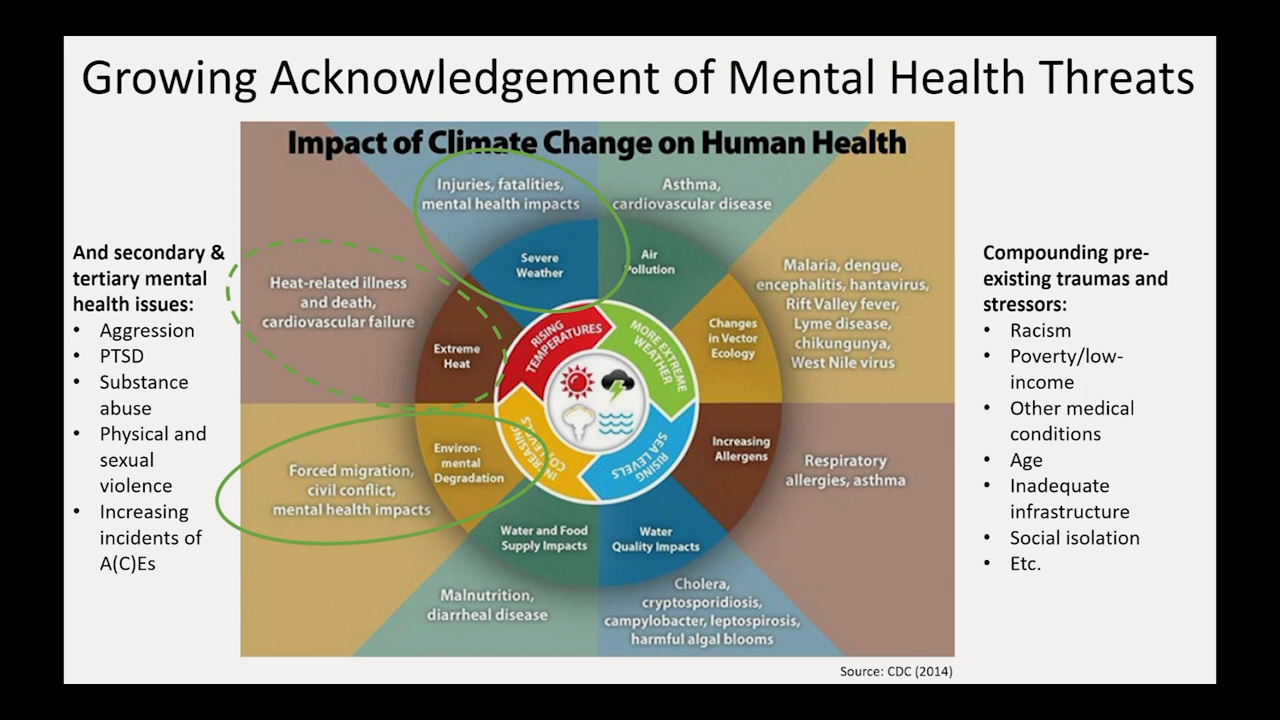 Growing Acknowledgement of Mental Health Threats
And secondary &
tertiary mental
health issues:
• Aggression
• PTSD
• Substance
abuse
• Physical and
sexual
violence
• Increasing
incidents of
A(C)Es
Impact of Climate Change on Human Health
Injuries, fatalities,
mental health impacts
Asthma,
cardiovascular disease
Severe
Weather
Air
Pollution
Heat-related illness
and death,
cardiovascular failure
Extreme
Heat
Changes
in Vector
Ecology
Malaria, dengue,
encephalitis, hantavirus,
Rift Valley fever,
Lyme disease,
chikungunya,
West Nile virus
RISING
TEMPERATURES
MORE EXTREME
WEATHER
INCREASING
CO2 LEVELS
RISING
SEA LEVELS
Forced migration,
civil conflict,
mental health impacts
Environ-
mental
Degradation
Increasing
Allergens
Respiratory
allergies, asthma
Water and Food
Supply Impacts
Water
Quality Impacts
Malnutrition,
diarrheal disease
Cholera,
cryptosporidiosis,
campylobacter, leptospirosis,
harmful algal blooms
Source: CDC (2014)
Compounding pre-
existing traumas and
stressors:
• Racism
• Poverty/low-
income
• Other medical
conditions
• Age
• Inadequate
infrastructure
• Social isolation
• Etc.